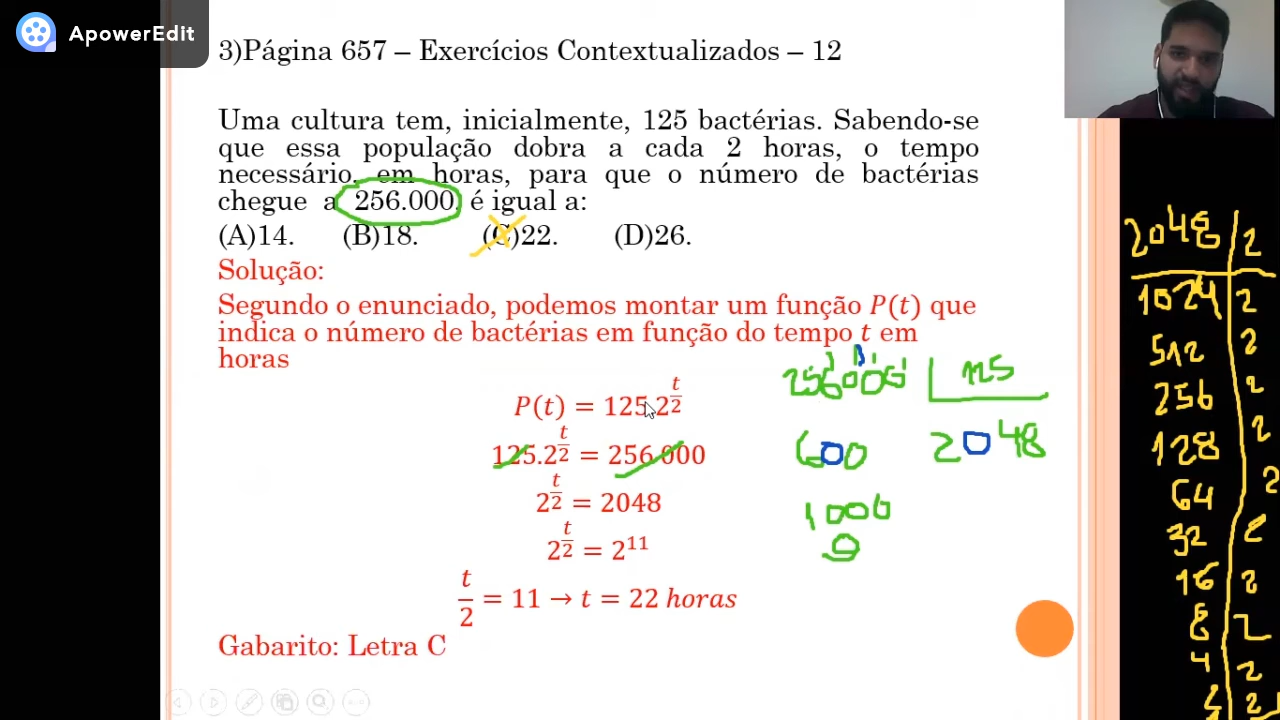 ApowerEdit
3)Página 657 – Exercícios Contextualizados – 12
Uma cultura tem, inicialmente, 125 bactérias. Sabendo-se
que essa população dobra a cada 2 horas, o tempo
necessário, em horas, para que o número de bactérias
chegue a 256.000, é igual a:
(A)14. (B)18. (C)22. (D)26.
Solução:
Segundo o enunciado, podemos montar um função P(t) que
indica o número de bactérias em função do tempo t em
horas
P(t) = 125.2^(t/2)
125.2^(t/2) = 256.000
2^(t/2) = 2048
2^(t/2) = 2^11
t/2 = 11 → t = 22 horas
Gabarito: Letra C
256000 125
600 2048
1000
0
2048 2
1024 2
512 2
256 2
128 2
64 2
32 2
16 2
8 2
4 2
2 2